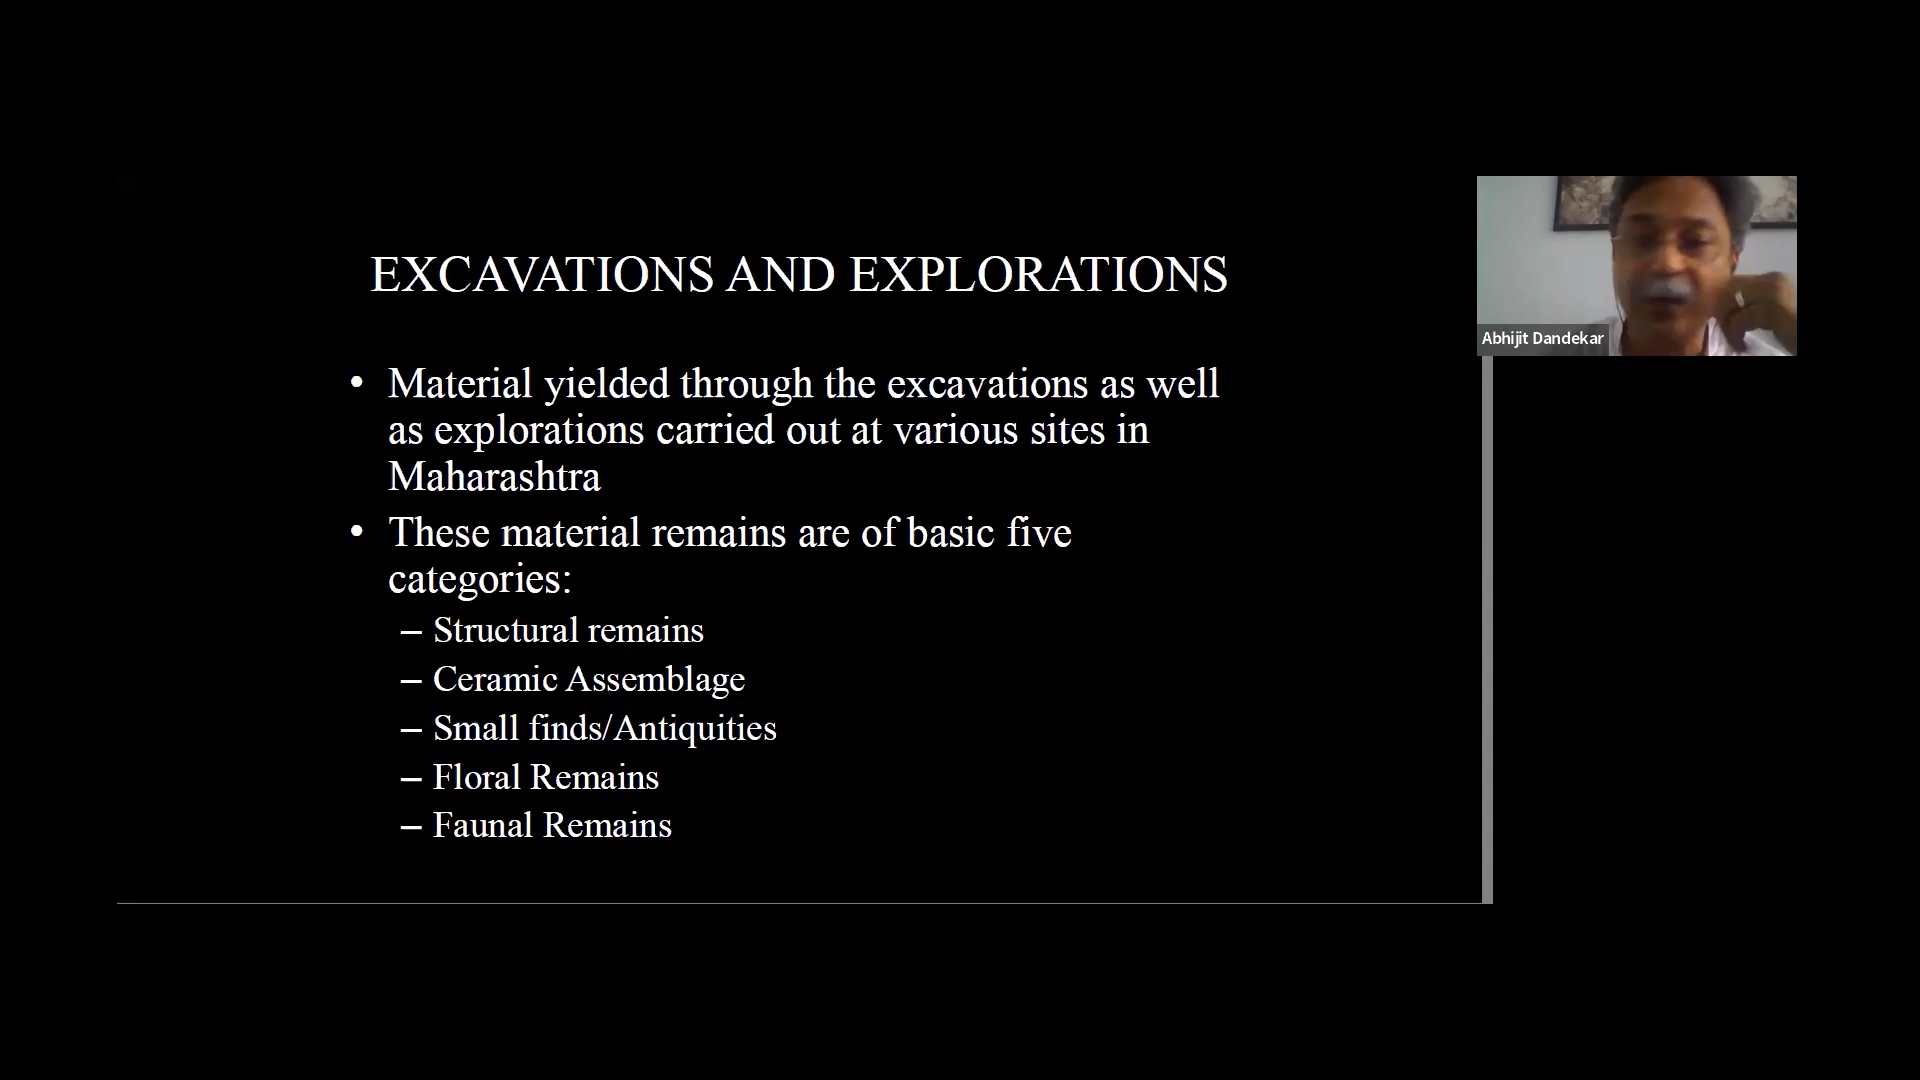 EXCAVATIONS AND EXPLORATIONS
• Material yielded through the excavations as well
as explorations carried out at various sites in
Maharashtra
• These material remains are of basic five
categories:
– Structural remains
– Ceramic Assemblage
– Small finds/Antiquities
– Floral Remains
– Faunal Remains
Abhijit Dandekar